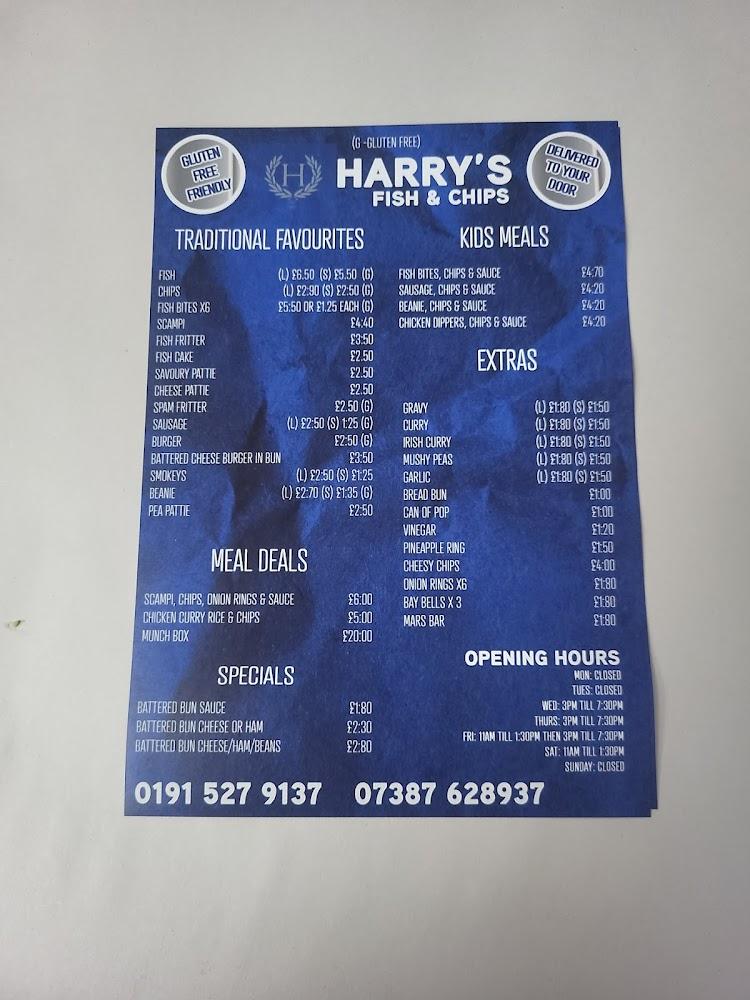 (G -GLUTEN FREE)
GLUTEN
FREE
FRIENDLY
H
HARRY'S
FISH & CHIPS
DELIVERED
TO YOUR
DOOR
TRADITIONAL FAVOURITES
FISH (L) £6.50 (S) £5.50 (G)
CHIPS (L) £2:90 (S) £2:50 (G)
FISH BITES X6 £5:50 OR £1.25 EACH (G)
SCAMPI £4:40
FISH FRITTER £3:50
FISH CAKE £2.50
SAVOURY PATTIE £2.50
CHEESE PATTIE £2.50
SPAM FRITTER £2.50 (G)
SAUSAGE (L) £2:50 (S) 1:25 (G)
BURGER £2:50 (G)
BATTERED CHEESE BURGER IN BUN £3:50
SMOKEYS (L) £2:50 (S) £1:25
BEANIE (L) £2:70 (S) £1:35 (G)
PEA PATTIE £2:50
MEAL DEALS
SCAMPI, CHIPS, ONION RINGS & SAUCE £6:00
CHICKEN CURRY RICE & CHIPS £5:00
MUNCH BOX £20:00
SPECIALS
BATTERED BUN SAUCE £1:80
BATTERED BUN CHEESE OR HAM £2:30
BATTERED BUN CHEESE/HAM/BEANS £2:80
KIDS MEALS
FISH BITES, CHIPS & SAUCE £4:70
SAUSAGE, CHIPS & SAUCE £4:20
BEANIE, CHIPS & SAUCE £4:20
CHICKEN DIPPERS, CHIPS & SAUCE £4:20
EXTRAS
GRAVY (L) £1:80 (S) £1:50
CURRY (L) £1:80 (S) £1:50
IRISH CURRY (L) £1:80 (S) £1:50
MUSHY PEAS (L) £1:80 (S) £1:50
GARLIC (L) £1:80 (S) £1:50
BREAD BUN £1:00
CAN OF POP £1:00
VINEGAR £1:20
PINEAPPLE RING £1:50
CHEESY CHIPS £4:00
ONION RINGS X6 £1:80
BAY BELLS X 3 £1:80
MARS BAR £1:80
OPENING HOURS
MON: CLOSED
TUES: CLOSED
WED: 3PM TILL 7:30PM
THURS: 3PM TILL 7:30PM
FRI: 11AM TILL 1:30PM THEN 3PM TILL 7:30PM
SAT: 11AM TILL 1:30PM
SUNDAY: CLOSED
0191 527 9137 07387 628937